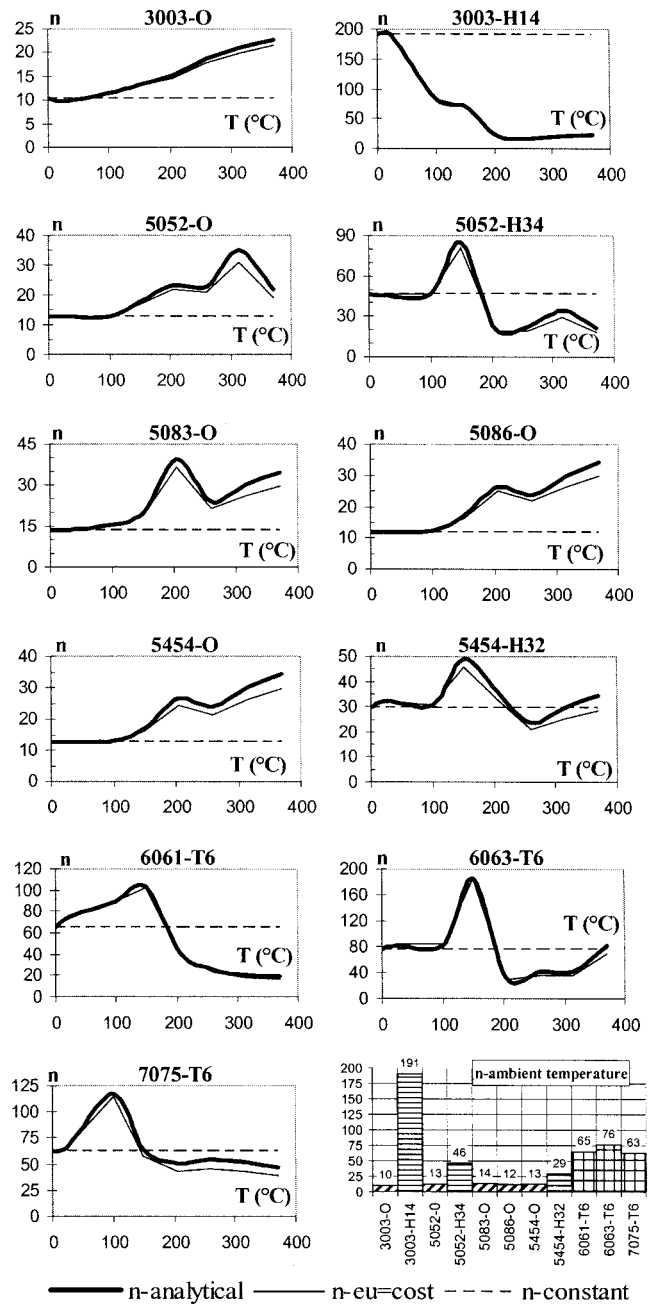 n 3003-O
25
20
15
10
5
0
T (°C)
0 100 200 300 400
n 3003-H14
200
150
100
50
0
T (°C)
0 100 200 300 400
n 5052-O
40
30
20
10
0
T (°C)
0 100 200 300 400
n 5052-H34
90
60
30
0
T (°C)
0 100 200 300 400
n 5083-O
45
30
15
0
T (°C)
0 100 200 300 400
n 5086-O
40
30
20
10
0
T (°C)
0 100 200 300 400
n 5454-O
40
30
20
10
0
T (°C)
0 100 200 300 400
n 5454-H32
50
40
30
20
10
0
T (°C)
0 100 200 300 400
n 6061-T6
120
100
80
60
40
20
0
T (°C)
0 100 200 300 400
n 6063-T6
200
160
120
80
40
0
T (°C)
0 100 200 300 400
n 7075-T6
125
100
75
50
25
0
T (°C)
0 100 200 300 400
n-ambient temperature
200
175
150
125
100
75
50
25
0
10 191 13 46 14 12 13 29 65 76 63
3003-O
3003-H14
5052-0
5052-H34
5083-O
5086-O
5454-O
5454-H32
6061-T6
6063-T6
7075-T6
n-analytical n-eu=cost n-constant